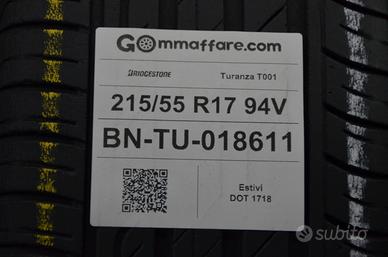 GOmmaffare.com
BRIDGESTONE Turanza T001
215/55 R17 94V
BN-TU-018611
Estivi
DOT 1718
subito